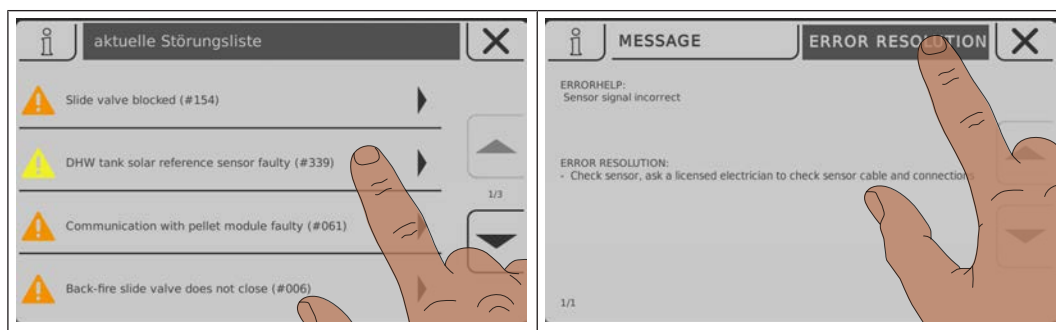 aktuelle Störungsliste
Slide valve blocked (#154)
DHW tank solar reference sensor faulty (#339)
1/3
Communication with pellet module faulty (#061)
Back-fire slide valve does not close (#006)
MESSAGE
ERROR RESOLUTION
ERRORHELP:
Sensor signal incorrect
ERROR RESOLUTION:
- Check sensor, ask a licensed electrician to check sensor cable and connections
1/1